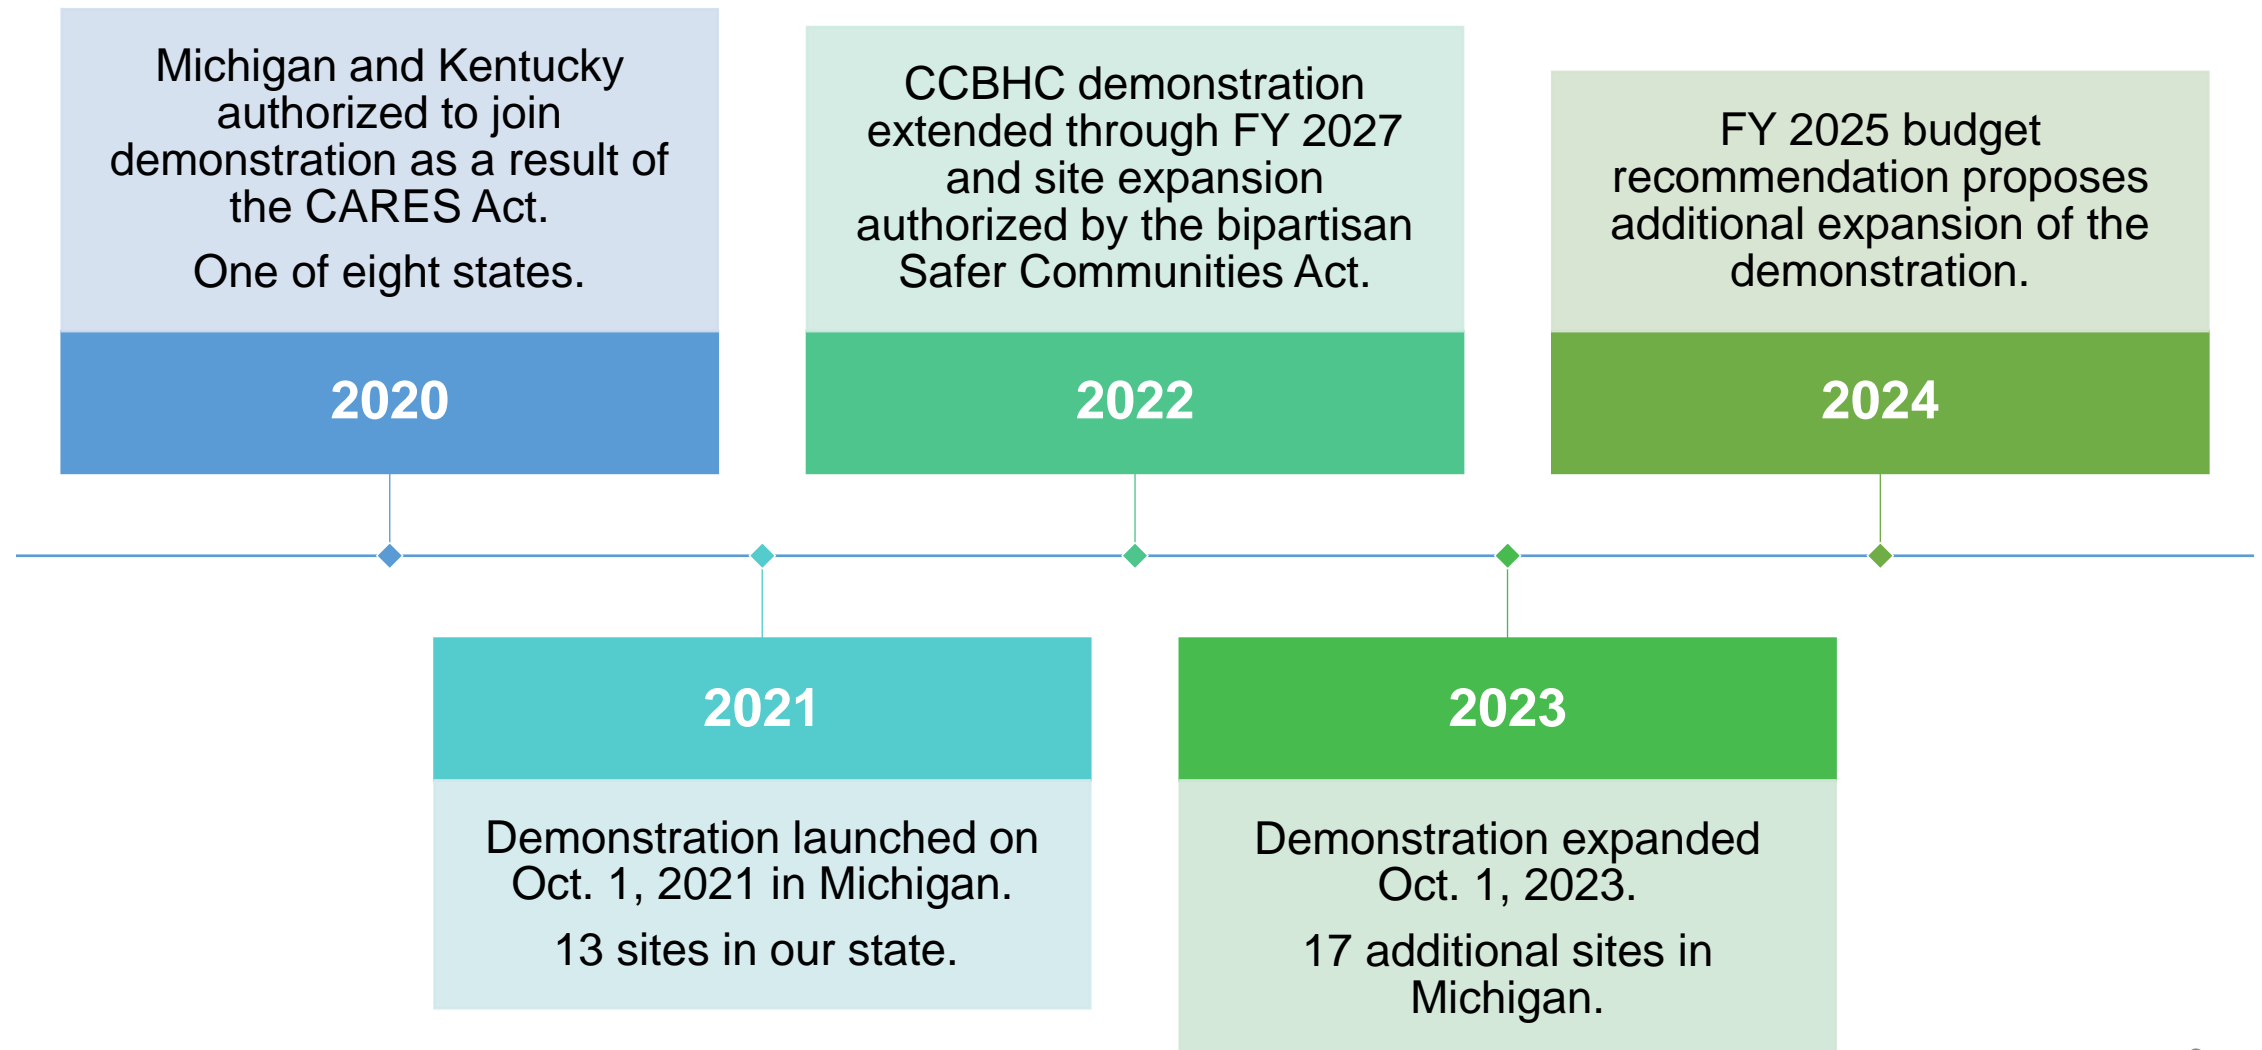 Michigan and Kentucky
authorized to join
demonstration as a result of
the CARES Act.
One of eight states.
2020
CCBHC demonstration
extended through FY 2027
and site expansion
authorized by the bipartisan
Safer Communities Act.
2022
FY 2025 budget
recommendation proposes
additional expansion of the
demonstration.
2024
2021
Demonstration launched on
Oct. 1, 2021 in Michigan.
13 sites in our state.
2023
Demonstration expanded
Oct. 1, 2023.
17 additional sites in
Michigan.